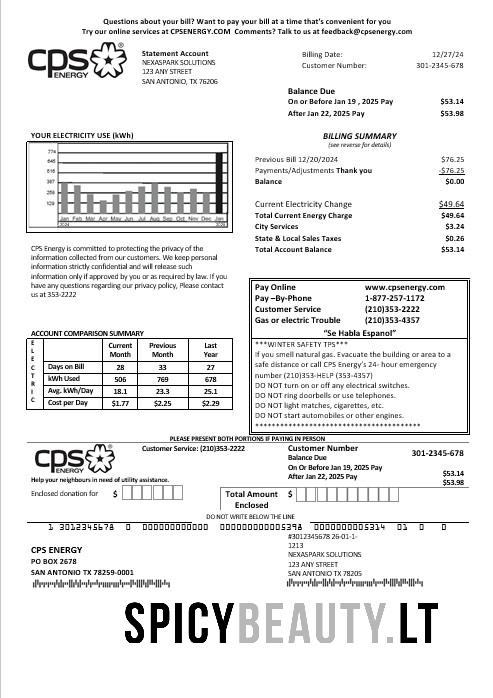 Questions about your bill? Want to pay your bill at a time that's convenient for you
Try our online services at CPSENERGY.COM Comments? Talk to us at feedback@cpsenergy.com
cps
ENERGY
Statement Account
NEXASPARK SOLUTIONS
123 ANY STREET
SAN ANTONIO, TX 76206
Billing Date: 12/27/24
Customer Number: 301-2345-678
Balance Due
On or Before Jan 19 , 2025 Pay $53.14
After Jan 22, 2025 Pay $53.98
YOUR ELECTRICITY USE (kWh)
774
645
516
387
258
129
Jan Feb Mar Apr May Jun Jul Aug Sep Oct Nov Dec Jan
2024 2025
BILLING SUMMARY
(see reverse for details)
Previous Bill 12/20/2024 $76.25
Payments/Adjustments Thank you -$76.25
Balance $0.00
Current Electricity Change $49.64
Total Current Energy Charge $49.64
City Services $3.24
State & Local Sales Taxes $0.26
Total Account Balance $53.14
CPS Energy is committed to protecting the privacy of the
information collected from our customers. We keep personal
information strictly confidential and will release such
information only if approved by you or as required by law. If you
have any questions regarding our privacy policy, Please contact
us at 353-2222
Pay Online www.cpsenergy.com
Pay –By-Phone 1-877-257-1172
Customer Service (210)353-2222
Gas or electric Trouble (210)353-4357
"Se Habla Espanol"
***WINTER SAFETY TPS***
If you smell natural gas. Evacuate the building or area to a
safe distance or call CPS Energy's 24- hour emergency
number (210)353-HELP (353-4357)
DO NOT turn on or off any electrical switches.
DO NOT ring doorbells or use telephones.
DO NOT light matches, cigarettes, etc.
DO NOT start automobiles or other engines.
****************************************
ACCOUNT COMPARISON SUMMARY
ELECTRIC
Current Month Previous Month Last Year
Days on Bill 28 33 27
kWh Used 506 769 678
Avg. kWh/Day 18.1 23.3 25.1
Cost per Day $1.77 $2.25 $2.29
PLEASE PRESENT BOTH PORTIONS IF PAYING IN PERSON
cps
ENERGY
Customer Service: (210)353-2222
Customer Number 301-2345-678
Balance Due
On Or Before Jan 19, 2025 Pay $53.14
After Jan 22, 2025 Pay $53.98
Help your neighbours in need of utility assistance.
Enclosed donation for $
Total Amount Enclosed $
DO NOT WRITE BELOW THE LINE
#3012345678 26-01-1-
1213
NEXASPARK SOLUTIONS
123 ANY STREET
SAN ANTONIO TX 78205
CPS ENERGY
PO BOX 2678
SAN ANTONIO TX 78259-0001
SPICYBEAUTY.LT